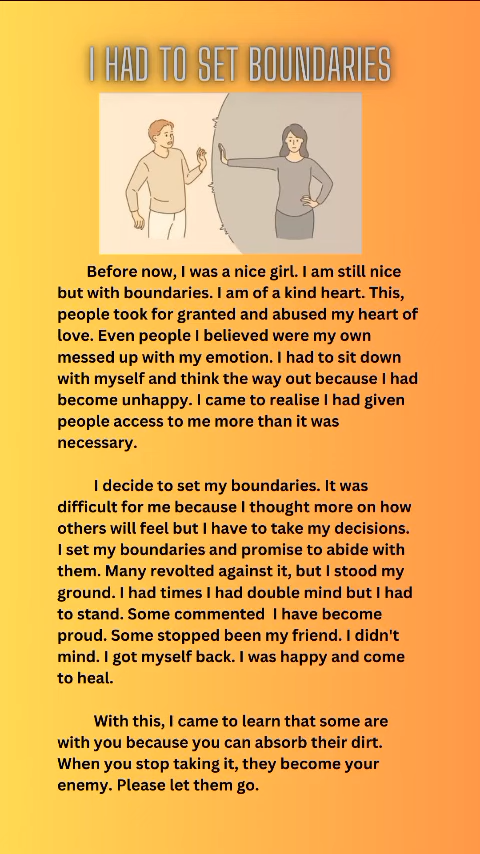 I HAD TO SET BOUNDARIES
Before now, I was a nice girl. I am still nice
but with boundaries. I am of a kind heart. This,
people took for granted and abused my heart of
love. Even people I believed were my own
messed up with my emotion. I had to sit down
with myself and think the way out because I had
become unhappy. I came to realise I had given
people access to me more than it was
necessary.
I decide to set my boundaries. It was
difficult for me because I thought more on how
others will feel but I have to take my decisions.
I set my boundaries and promise to abide with
them. Many revolted against it, but I stood my
ground. I had times I had double mind but I had
to stand. Some commented  I have become
proud. Some stopped been my friend. I didn't
mind. I got myself back. I was happy and come
to heal.
With this, I came to learn that some are
with you because you can absorb their dirt.
When you stop taking it, they become your
enemy. Please let them go.